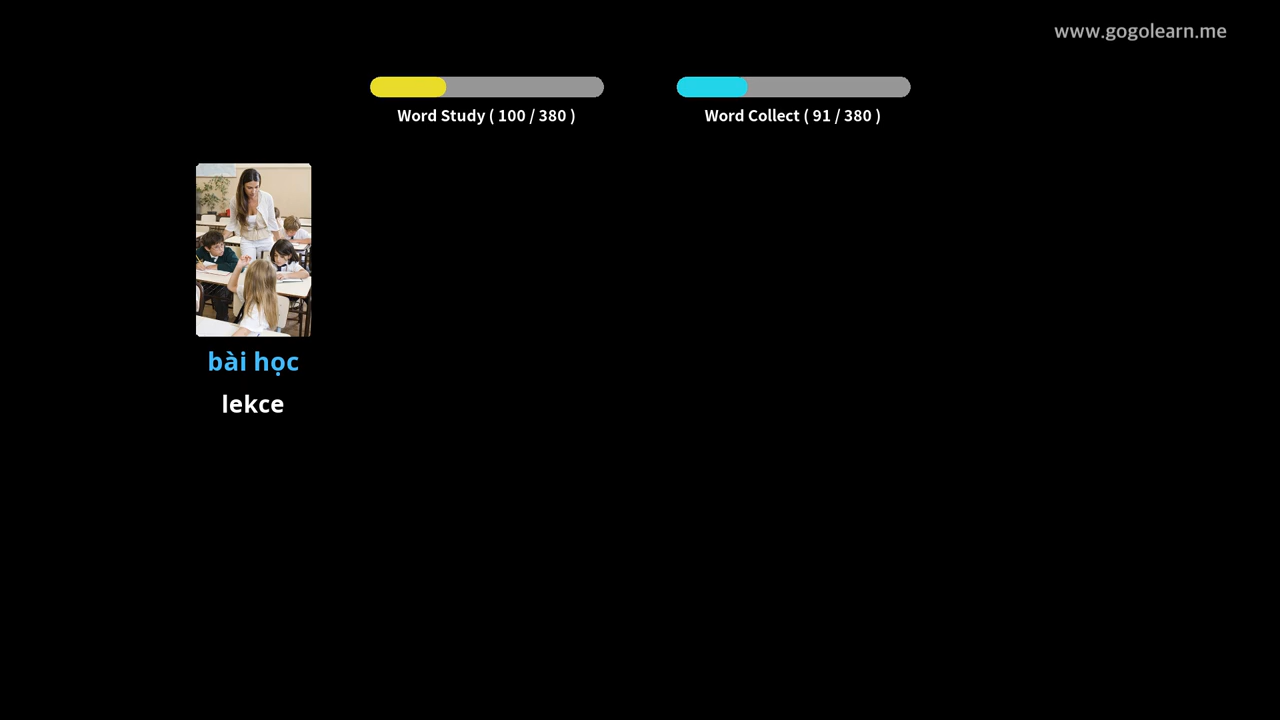 www.gogolearn.me
Word Study ( 100 / 380 )
Word Collect ( 91 / 380 )
bài học
lekce